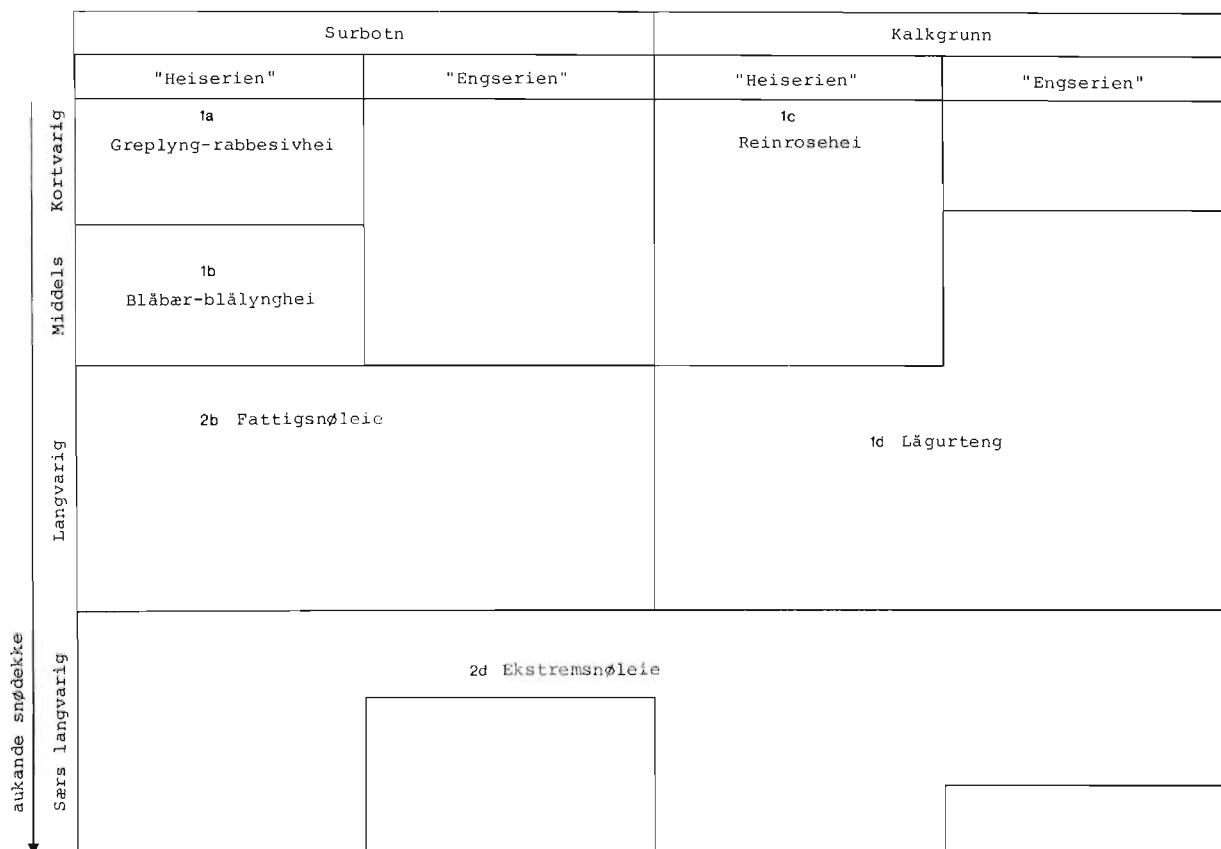 Surbotn
Kalkgrunn
"Heiserien"
"Engserien"
"Heiserien"
"Engserien"
Kortvarig
1a
Greplyng-rabbesivhei
1c
Reinrosehei
Middels
1b
Blåbær-blålynghei
Langvarig
2b Fattigsnøleie
1d Lågurteng
aukande snødekke
Særs langvarig
2d Ekstremsnøleie